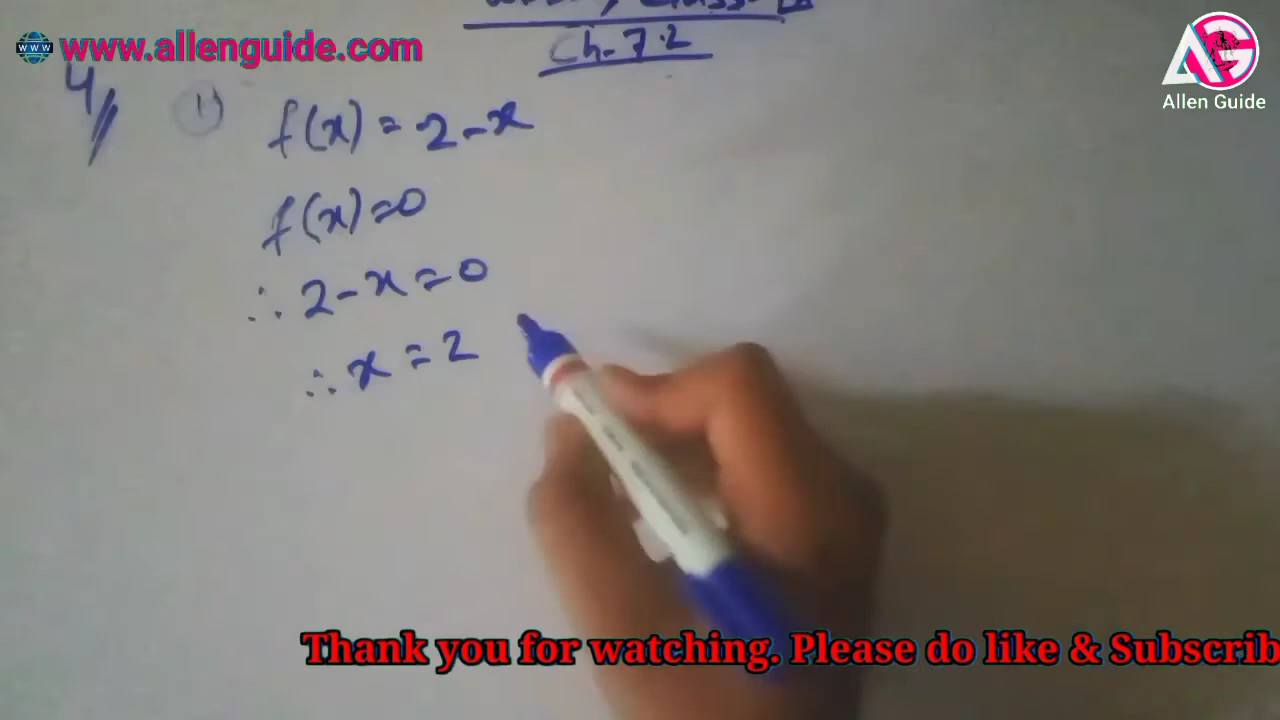 www.allenguide.com
Ch-7.2
Allen Guide
4// 1) f(x) = 2-x
f(x)=0
∴ 2-x=0
∴ x = 2
Thank you for watching. Please do like & Subscrib